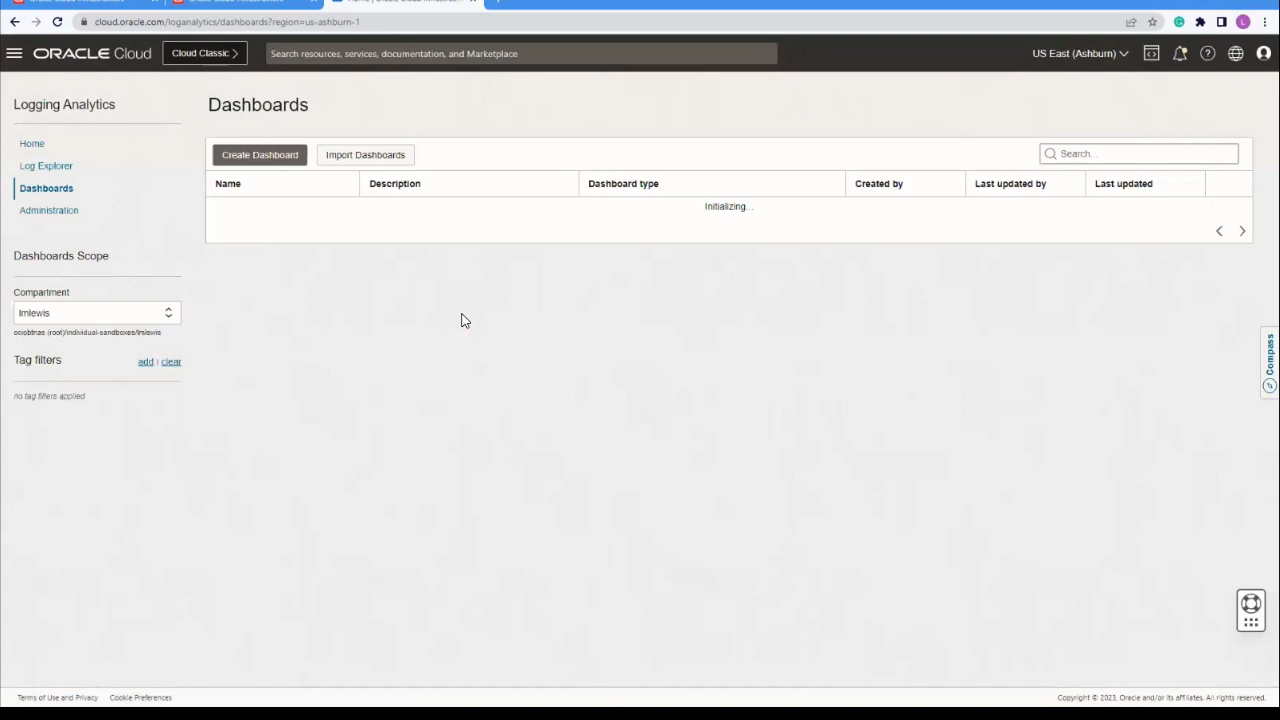 cloud.oracle.com/loganalytics/dashboards?region=us-ashburn-1
ORACLE Cloud
Cloud Classic >
Search resources, services, documentation, and Marketplace
US East (Ashburn)
L
Logging Analytics
Home
Log Explorer
Dashboards
Administration
Dashboards Scope
Compartment
lmlewis
(root)/individual-sandboxes/lmlewis
Tag filters
add | clear
no tag filters applied
Dashboards
Create Dashboard
Import Dashboards
Search...
Name
Description
Dashboard type
Created by
Last updated by
Last updated
Initializing...
Compass
Terms of Use and Privacy
Cookie Preferences
Copyright © 2023, Oracle and/or its affiliates. All rights reserved.